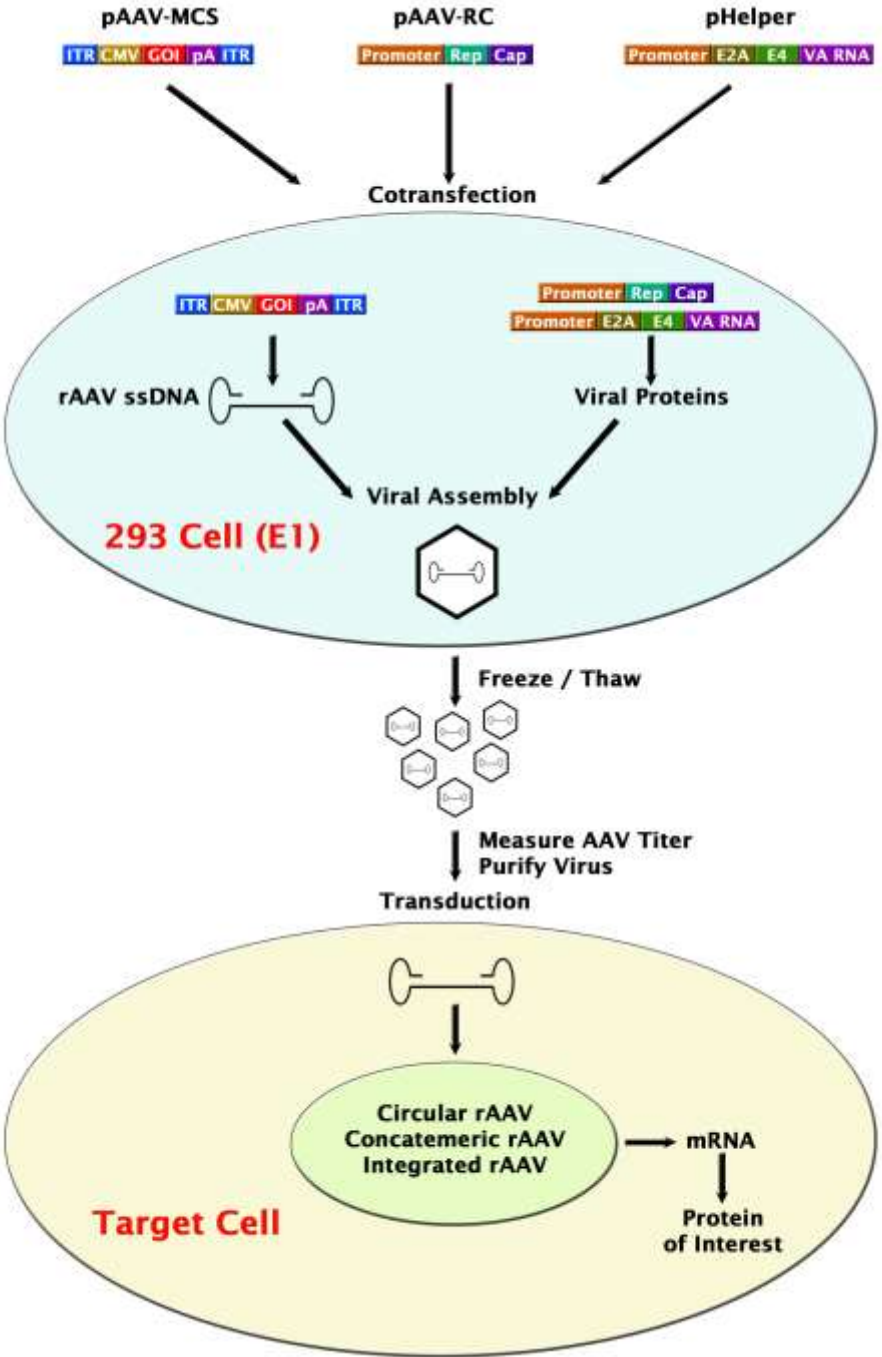 pAAV-MCS pAAV-RC pHelper
ITR CMV GOI pA ITR Promoter Rep Cap Promoter E2A E4 VA RNA
Cotransfection
ITR CMV GOI pA ITR
Promoter Rep Cap
Promoter E2A E4 VA RNA
rAAV ssDNA
Viral Proteins
Viral Assembly
293 Cell (E1)
Freeze / Thaw
Measure AAV Titer
Purify Virus
Transduction
Circular rAAV
Concatemeric rAAV
Integrated rAAV
mRNA
Protein
of Interest
Target Cell